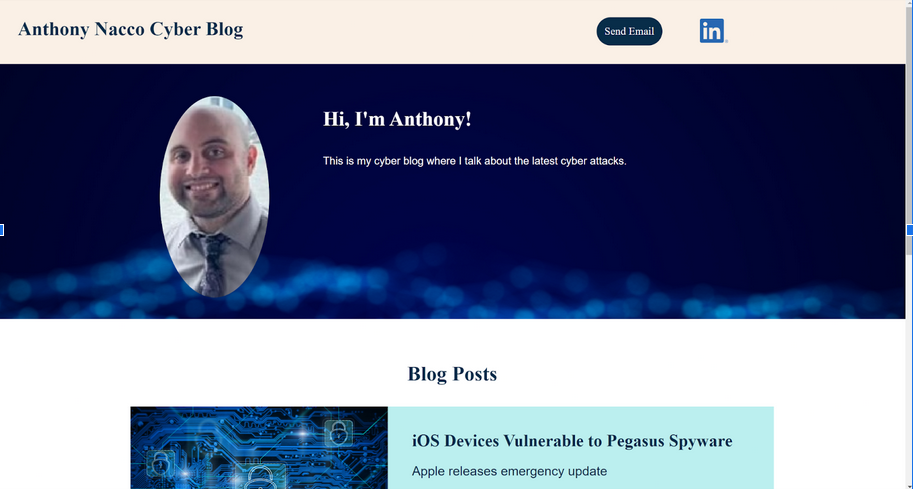 Anthony Nacco Cyber Blog
Send Email
in
Hi, I'm Anthony!
This is my cyber blog where I talk about the latest cyber attacks.
Blog Posts
iOS Devices Vulnerable to Pegasus Spyware
Apple releases emergency update